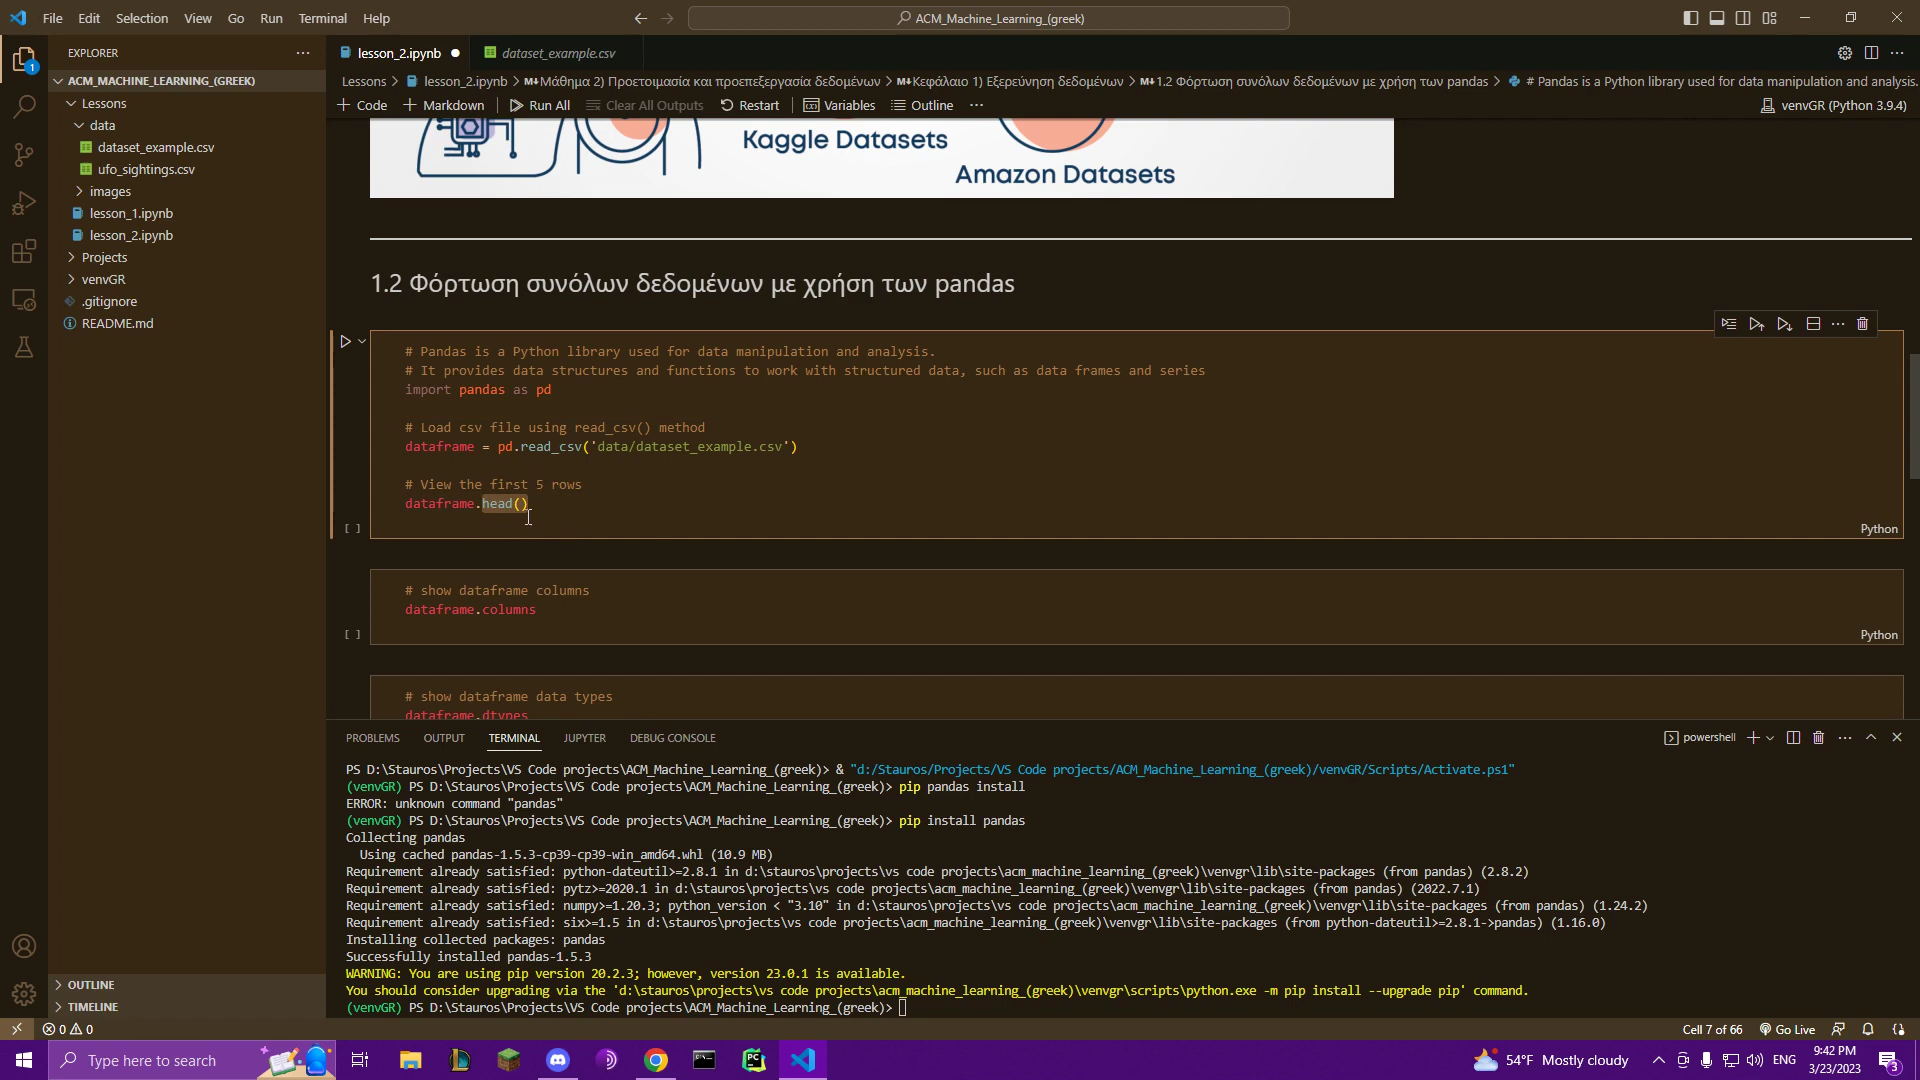 File Edit Selection View Go Run Terminal Help
ACM_Machine_Learning_(greek)
EXPLORER
1
ACM_MACHINE_LEARNING_(GREEK)
Lessons
data
dataset_example.csv
ufo_sightings.csv
images
lesson_1.ipynb
lesson_2.ipynb
Projects
venvGR
.gitignore
README.md
OUTLINE
TIMELINE
lesson_2.ipynb dataset_example.csv
Lessons > lesson_2.ipynb > M↓Μάθημα 2) Προετοιμασία και προεπεξεργασία δεδομένων > M↓Κεφάλαιο 1) Εξερεύνηση δεδομένων > M↓1.2 Φόρτωση συνόλων δεδομένων με χρήση των pandas > # Pandas is a Python library used for data manipulation and analysis.
+ Code + Markdown Run All Clear All Outputs Restart Variables Outline ...
venvGR (Python 3.9.4)
Kaggle Datasets
Amazon Datasets
1.2 Φόρτωση συνόλων δεδομένων με χρήση των pandas
# Pandas is a Python library used for data manipulation and analysis.
# It provides data structures and functions to work with structured data, such as data frames and series
import pandas as pd
# Load csv file using read_csv() method
dataframe = pd.read_csv('data/dataset_example.csv')
# View the first 5 rows
dataframe.head()
[ ]
Python
# show dataframe columns
dataframe.columns
[ ]
Python
# show dataframe data types
dataframe.dtypes
PROBLEMS OUTPUT TERMINAL JUPYTER DEBUG CONSOLE
powershell
PS D:\Stauros\Projects\VS Code projects\ACM_Machine_Learning_(greek)> & "d:/Stauros/Projects/VS Code projects/ACM_Machine_Learning_(greek)/venvGR/Scripts/Activate.ps1"
(venvGR) PS D:\Stauros\Projects\VS Code projects\ACM_Machine_Learning_(greek)> pip pandas install
ERROR: unknown command "pandas"
(venvGR) PS D:\Stauros\Projects\VS Code projects\ACM_Machine_Learning_(greek)> pip install pandas
Collecting pandas
Using cached pandas-1.5.3-cp39-cp39-win_amd64.whl (10.9 MB)
Requirement already satisfied: python-dateutil>=2.8.1 in d:\stauros\projects\vs code projects\acm_machine_learning_(greek)\venvgr\lib\site-packages (from pandas) (2.8.2)
Requirement already satisfied: pytz>=2020.1 in d:\stauros\projects\vs code projects\acm_machine_learning_(greek)\venvgr\lib\site-packages (from pandas) (2022.7.1)
Requirement already satisfied: numpy>=1.20.3; python_version < "3.10" in d:\stauros\projects\vs code projects\acm_machine_learning_(greek)\venvgr\lib\site-packages (from pandas) (1.24.2)
Requirement already satisfied: six>=1.5 in d:\stauros\projects\vs code projects\acm_machine_learning_(greek)\venvgr\lib\site-packages (from python-dateutil>=2.8.1->pandas) (1.16.0)
Installing collected packages: pandas
Successfully installed pandas-1.5.3
WARNING: You are using pip version 20.2.3; however, version 23.0.1 is available.
You should consider upgrading via the 'd:\stauros\projects\vs code projects\acm_machine_learning_(greek)\venvgr\scripts\python.exe -m pip install --upgrade pip' command.
(venvGR) PS D:\Stauros\Projects\VS Code projects\ACM_Machine_Learning_(greek)>
0 0
Cell 7 of 66 Go Live
Type here to search
PC
54°F Mostly cloudy
ENG
9:42 PM
3/23/2023
3